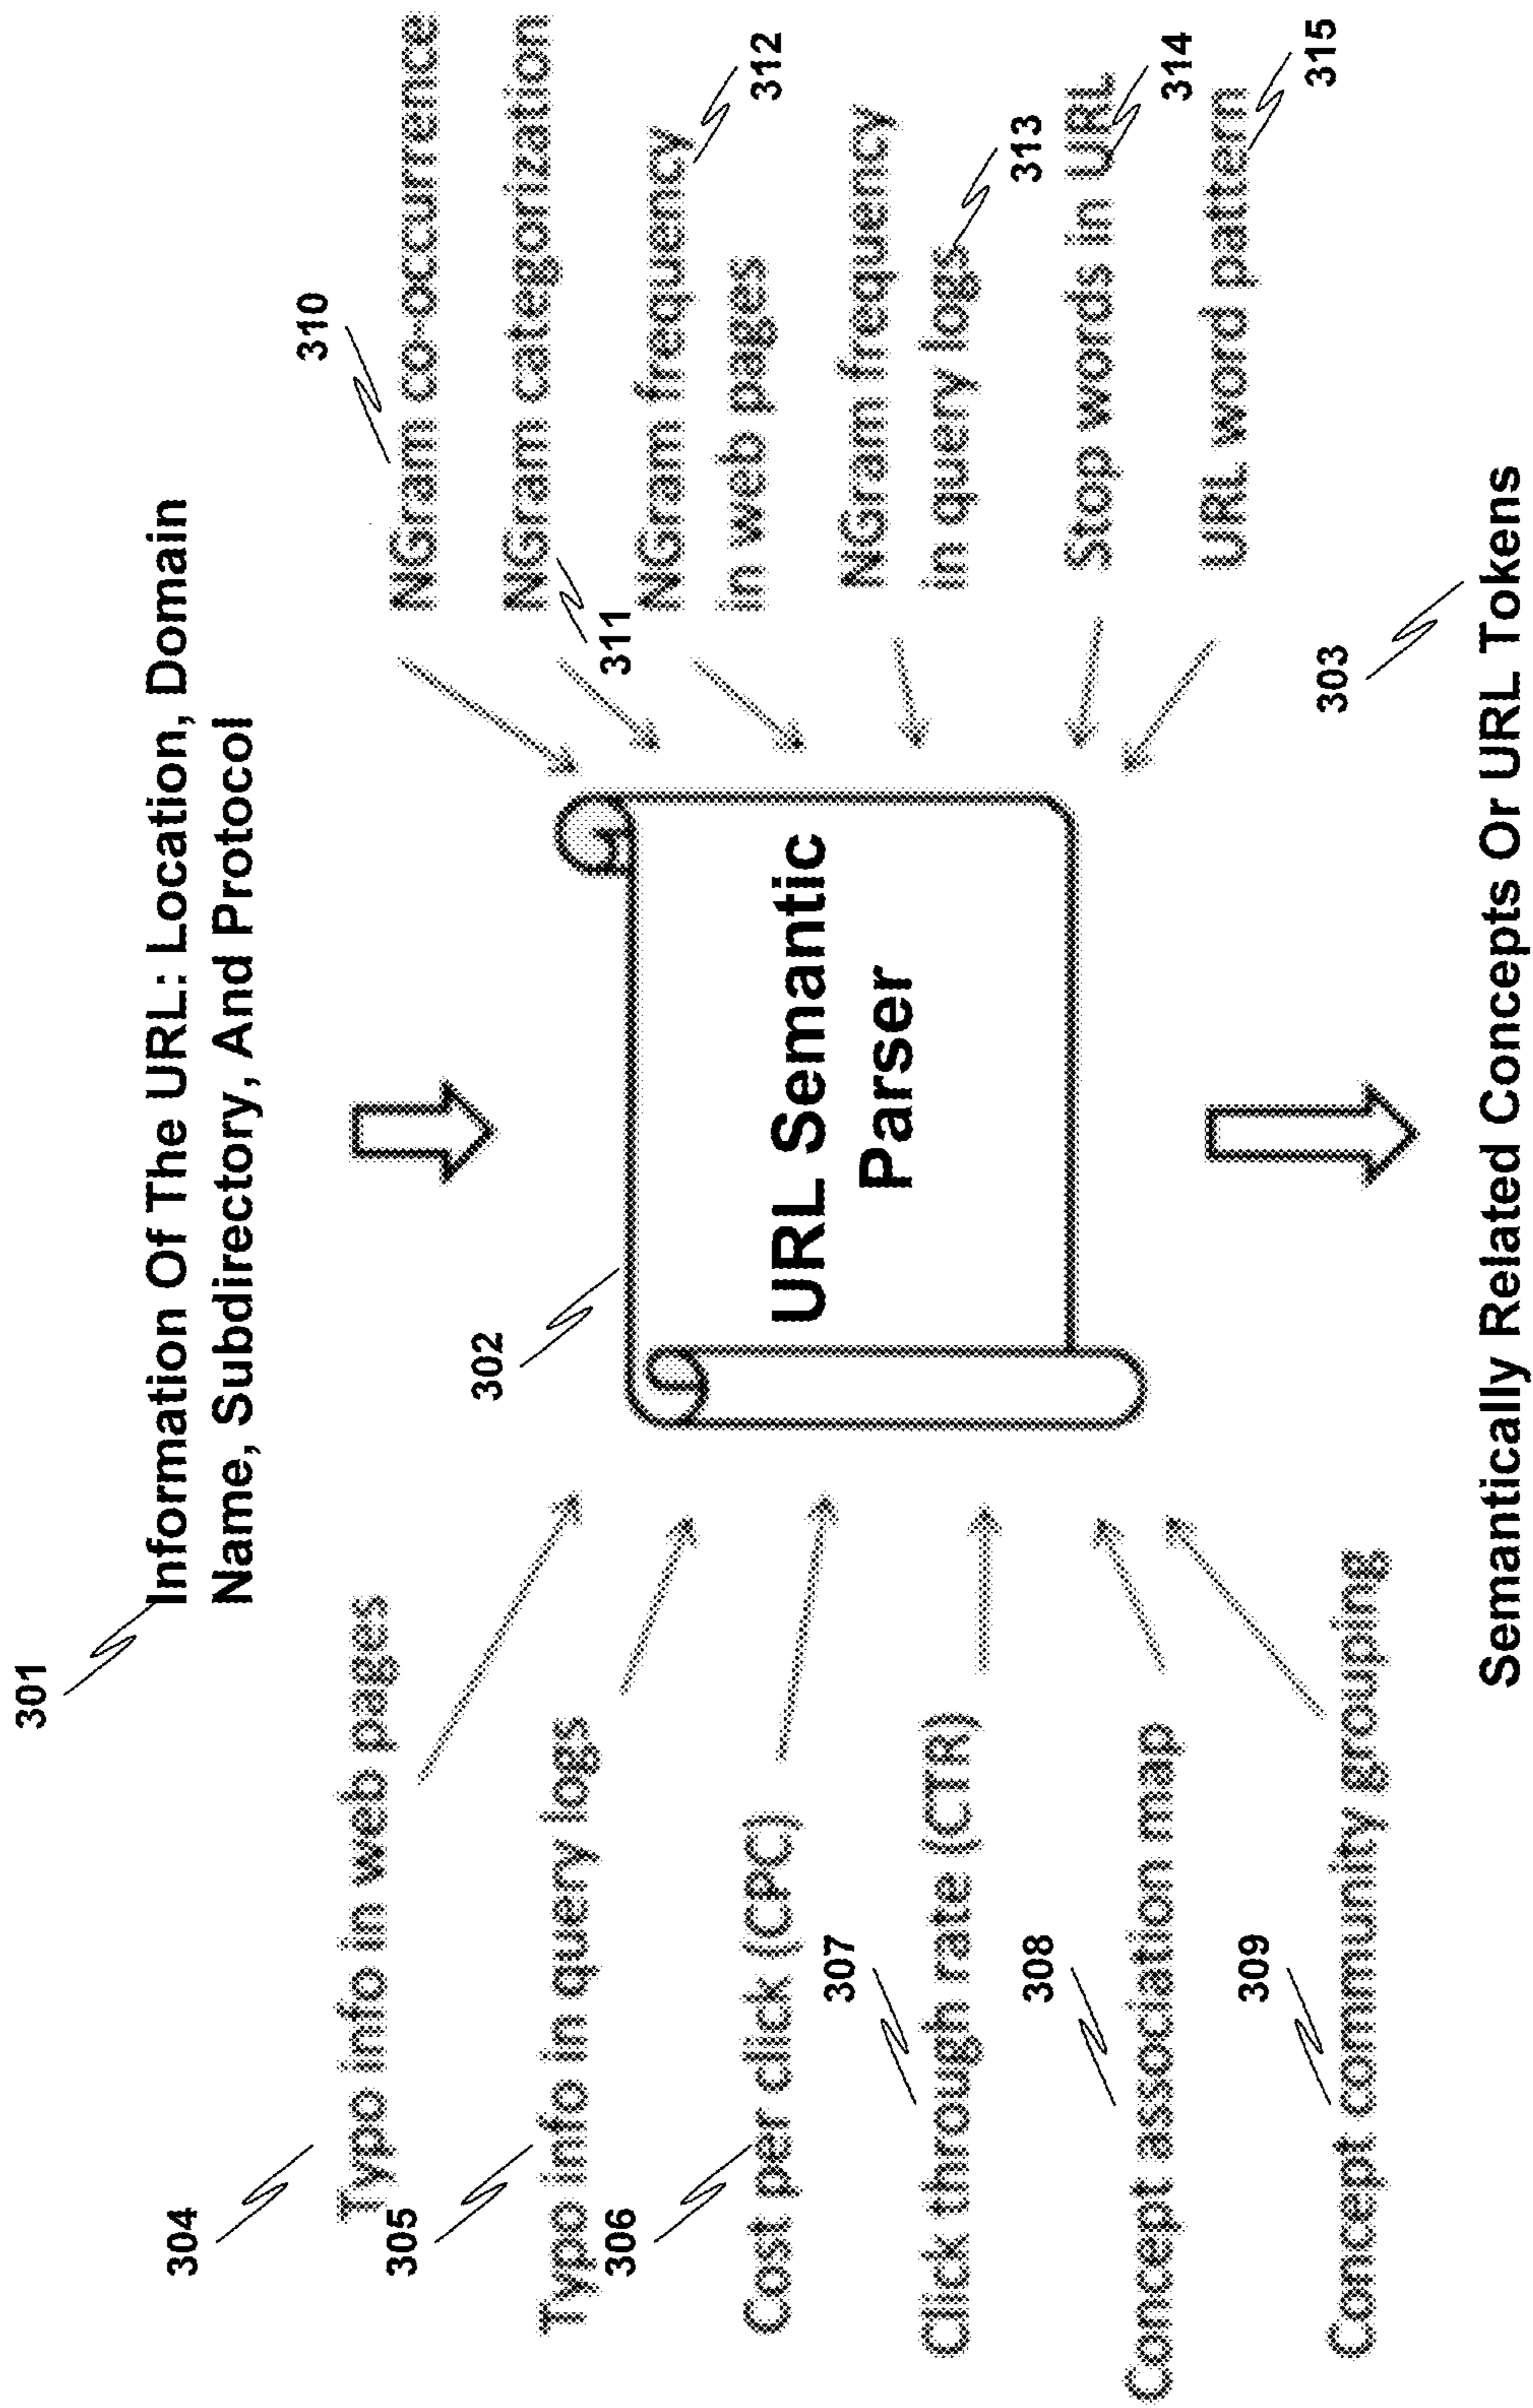 301
Information Of The URL: Location, Domain
Name, Subdirectory, And Protocol
304
Typo info in web pages
305
Typo info in query logs
306
Cost per click (CPC)
307
Click through rate (CTR)
308
Concept association map
309
Concept community grouping
302
URL Semantic
Parser
310
NGram co-occurrence
NGram categorization
311
NGram frequency
in web pages
312
NGram frequency
in query logs
313
Stop words in URL
314
URL word pattern
315
303
Semantically Related Concepts Or URL Tokens